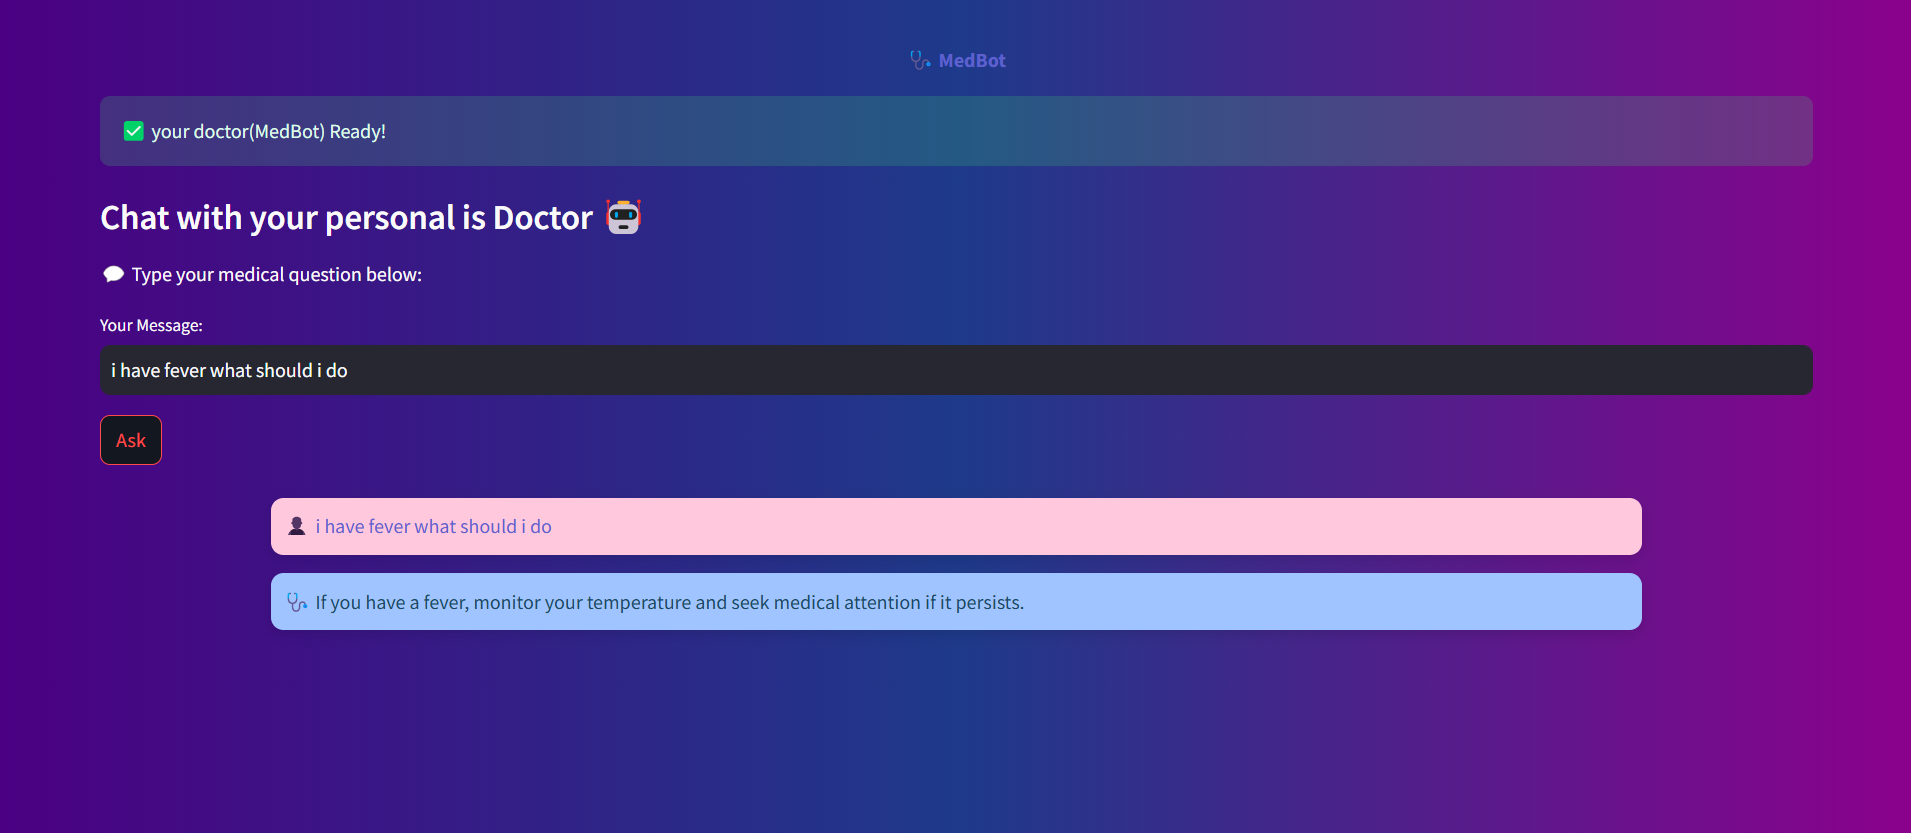 🩺 MedBot
✅ your doctor(MedBot) Ready!
Chat with your personal is Doctor 🤖
💬 Type your medical question below:
Your Message:
i have fever what should i do
Ask
👤 i have fever what should i do
🩺 If you have a fever, monitor your temperature and seek medical attention if it persists.